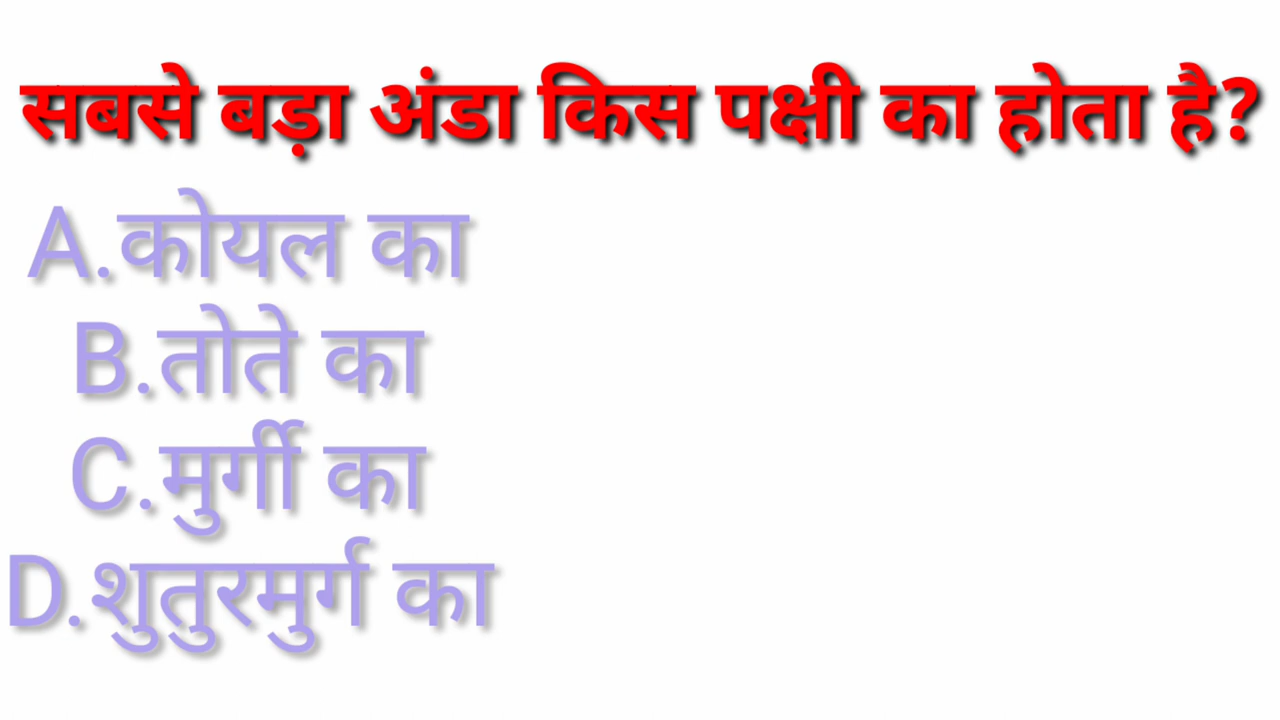 सबसे बड़ा अंडा किस पक्षी का होता है?
A.कोयल का
B.तोते का
C.मुर्गी का
D.शुतुरमुर्ग का